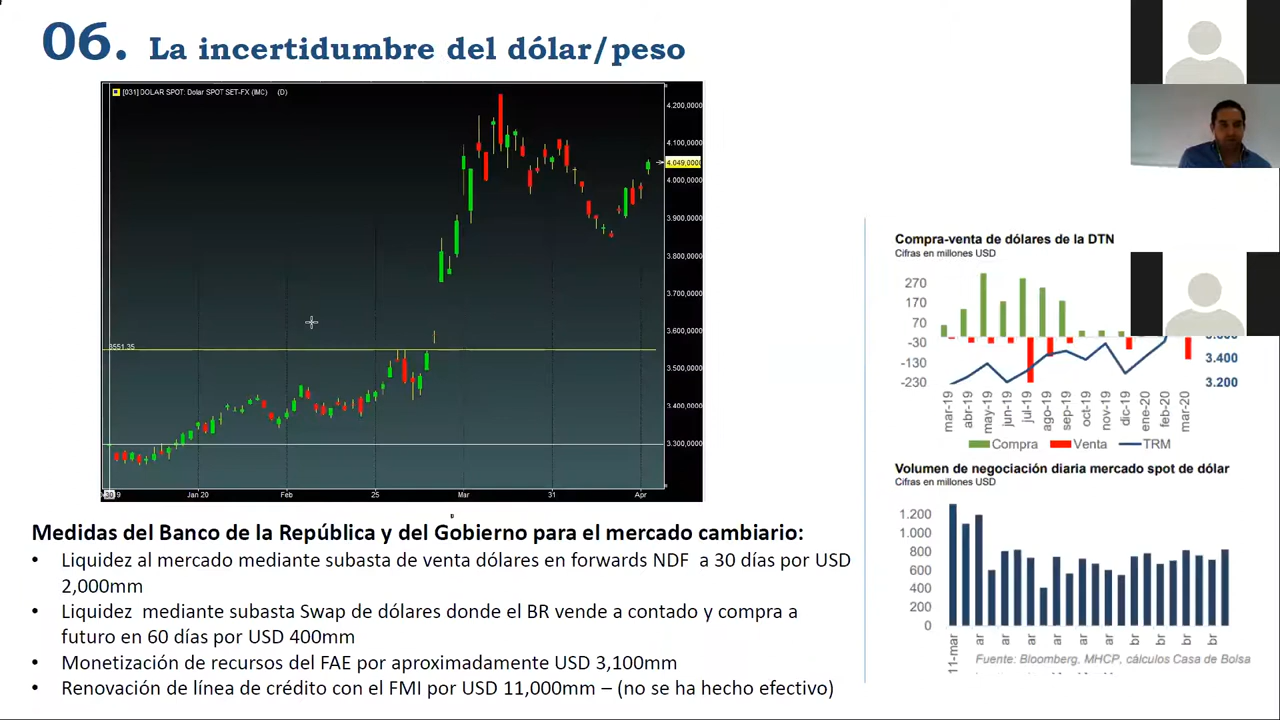 06. La incertidumbre del dólar/peso
[031] DOLAR SPOT: Dolar SPOT SET-FX (IMC) (D)
4.200,0000
4.100,0000
4.049,0000
4.000,0000
3.900,0000
3.800,0000
3.700,0000
3.600,0000
3551.35
3.500,0000
3.400,0000
3.300,0000
Jan 20 Feb 25 Mar 31 Apr
Medidas del Banco de la República y del Gobierno para el mercado cambiario:
• Liquidez al mercado mediante subasta de venta dólares en forwards NDF a 30 días por USD
2,000mm
• Liquidez mediante subasta Swap de dólares donde el BR vende a contado y compra a
futuro en 60 días por USD 400mm
• Monetización de recursos del FAE por aproximadamente USD 3,100mm
• Renovación de línea de crédito con el FMI por USD 11,000mm – (no se ha hecho efectivo)
Compra-venta de dólares de la DTN
Cifras en millones USD
270
170
70
-30
-130
-230
3.400
3.200
mar-19 abr-19 may-19 jun-19 jul-19 ago-19 sep-19 oct-19 nov-19 dic-19 ene-20 feb-20 mar-20
Compra Venta TRM
Volumen de negociación diaria mercado spot de dólar
Cifras en millones USD
1.200
1.000
800
600
400
200
0
11-mar ar ar ar ar ar ar br br br br
Fuente: Bloomberg, MHCP, cálculos Casa de Bolsa